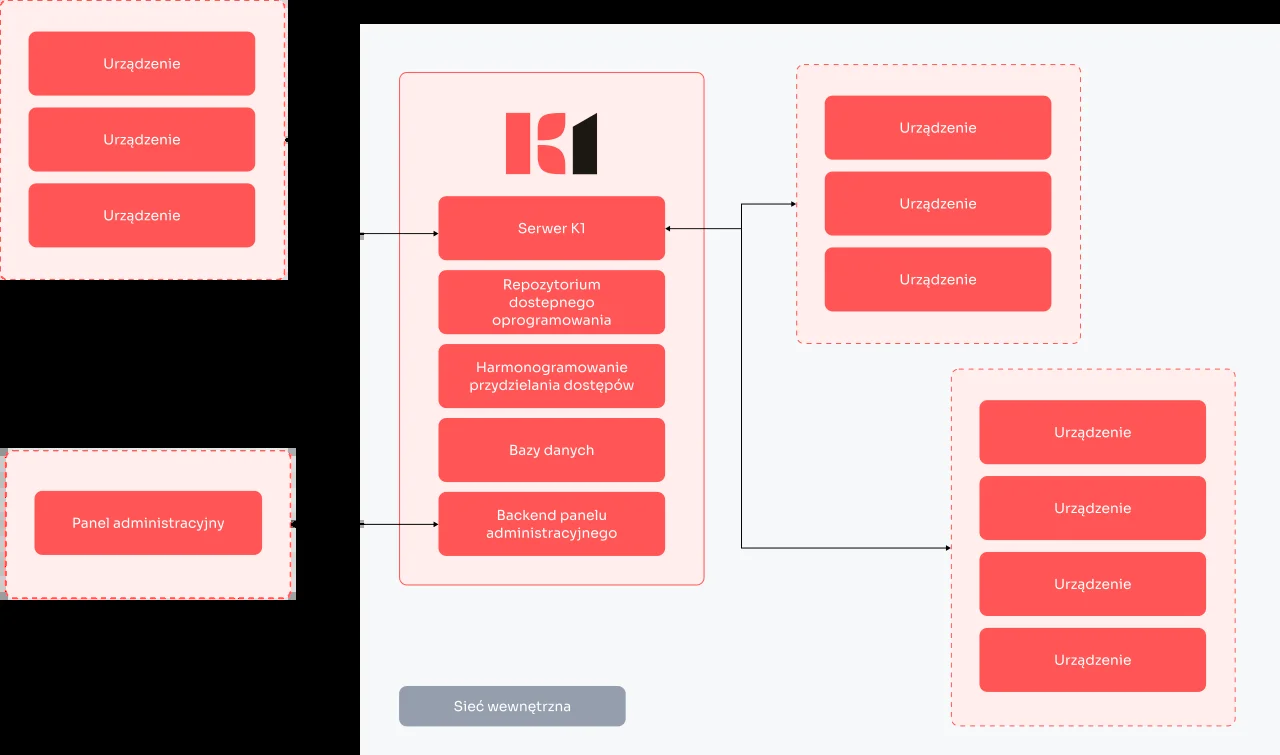 Urządzenie
Urządzenie
Urządzenie
Panel administracyjny
K1
Serwer K1
Repozytorium
dostepnego
oprogramowania
Harmonogramowanie
przydzielania dostępów
Bazy danych
Backend panelu
administracyjnego
Urządzenie
Urządzenie
Urządzenie
Urządzenie
Urządzenie
Urządzenie
Urządzenie
Sieć wewnętrzna